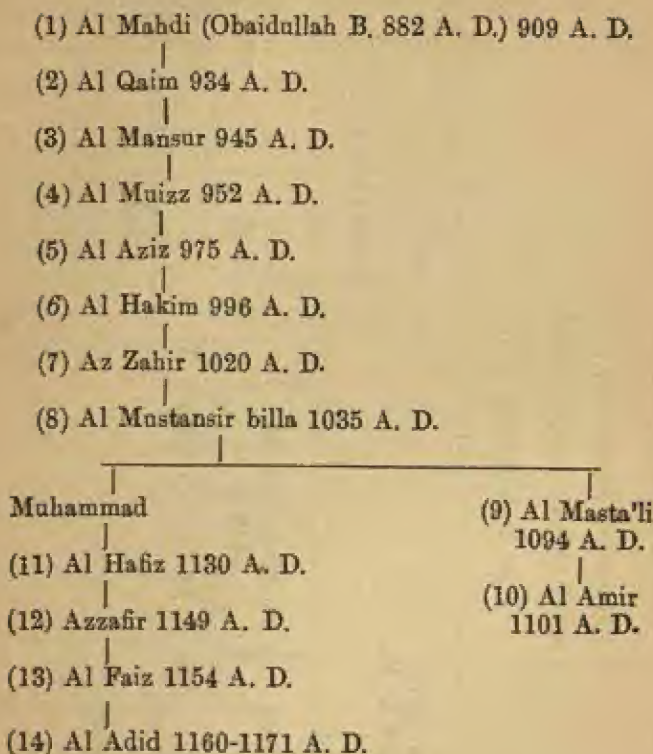 (1) Al Mahdi (Obaidullah B. 882 A. D.) 909 A. D.
(2) Al Qaim 934 A. D.
(3) Al Mansur 945 A. D.
(4) Al Muizz 952 A. D.
(5) Al Aziz 975 A. D.
(6) Al Hakim 996 A. D.
(7) Az Zahir 1020 A. D.
(8) Al Mustansir billa 1035 A. D.
Muhammad
(9) Al Masta'li
1094 A. D.
(11) Al Hafiz 1130 A. D.
(10) Al Amir
1101 A. D.
(12) Azzafir 1149 A. D.
(13) Al Faiz 1154 A. D.
(14) Al Adid 1160-1171 A. D.